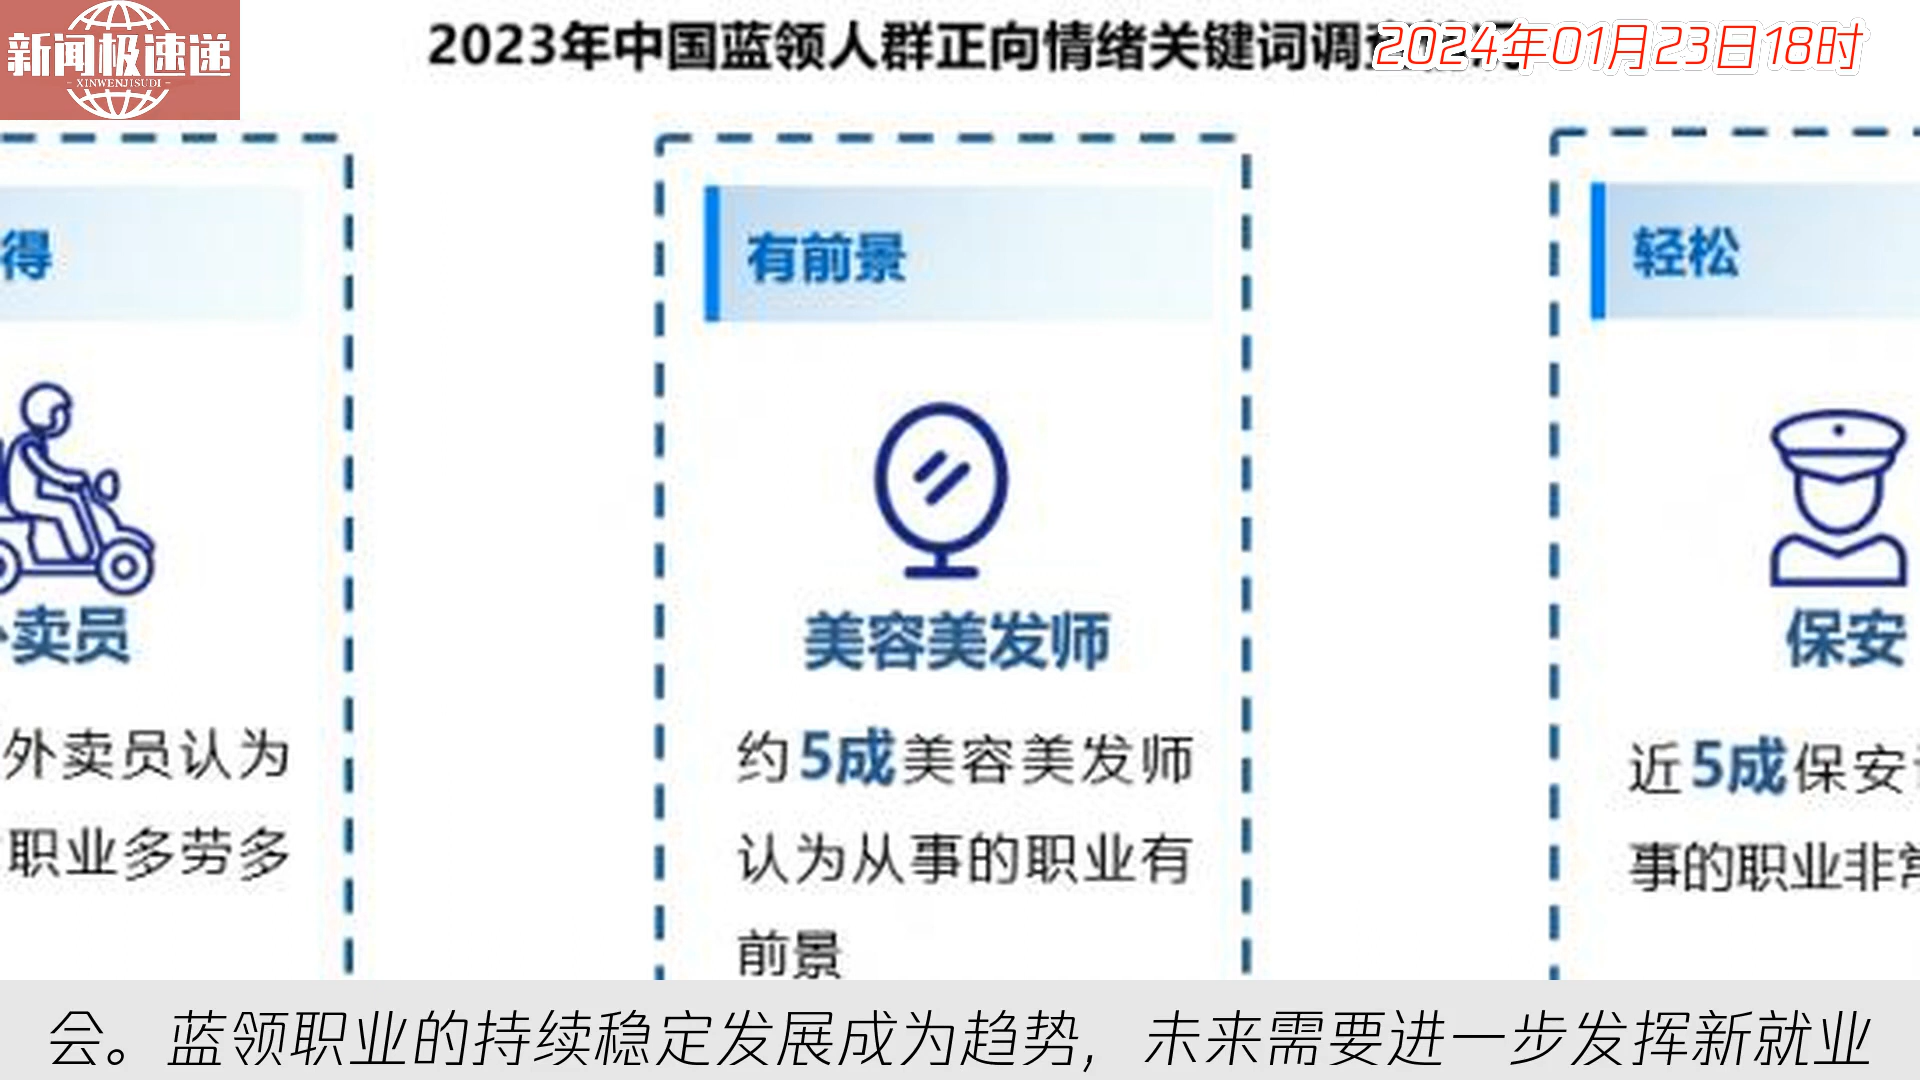 新闻极速递
XINWENJISUDI
2023年中国蓝领人群正向情绪关键词调
2024年01月23日18时
得
有前景
轻松
卖员
美容美发师
保安
外卖员认为
职业多劳多
约5成美容美发师
认为从事的职业有
前景
近5成保安
事的职业非常
会。蓝领职业的持续稳定发展成为趋势，未来需要进一步发挥新就业